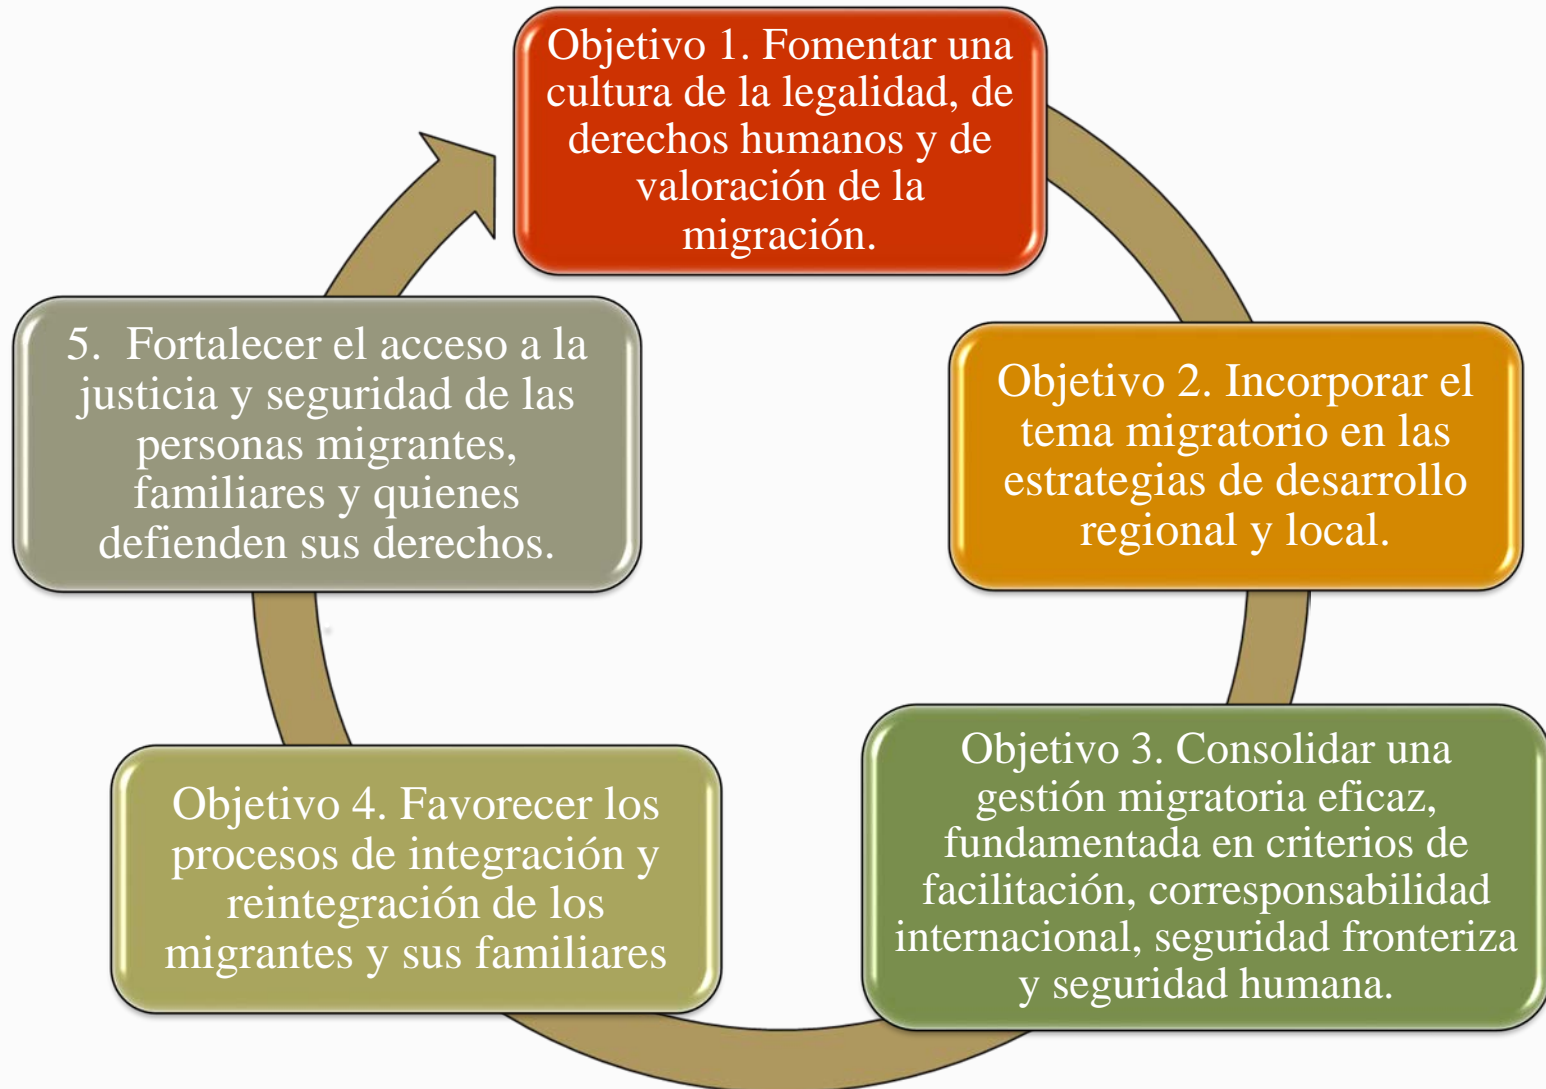 Objetivo 1. Fomentar una
cultura de la legalidad, de
derechos humanos y de
valoración de la
migración.
Objetivo 2. Incorporar el
tema migratorio en las
estrategias de desarrollo
regional y local.
Objetivo 3. Consolidar una
gestión migratoria eficaz,
fundamentada en criterios de
facilitación, corresponsabilidad
internacional, seguridad fronteriza
y seguridad humana.
Objetivo 4. Favorecer los
procesos de integración y
reintegración de los
migrantes y sus familiares
5. Fortalecer el acceso a la
justicia y seguridad de las
personas migrantes,
familiares y quienes
defienden sus derechos.